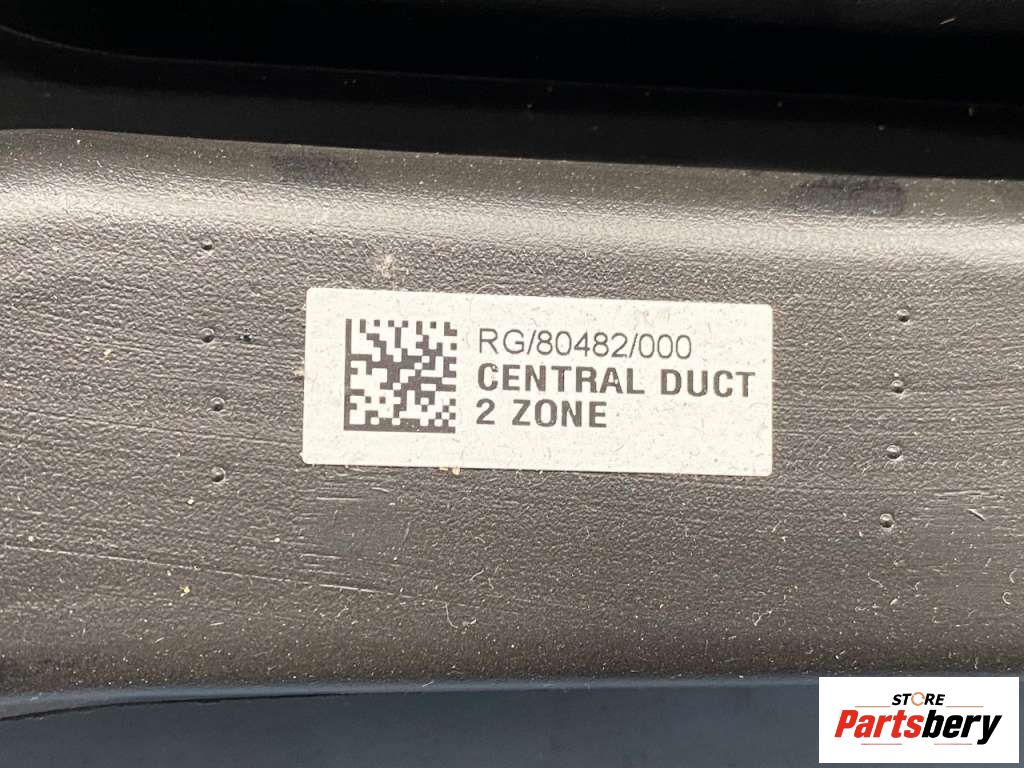 RG/80482/000
CENTRAL DUCT
2 ZONE
STORE
Partsbery